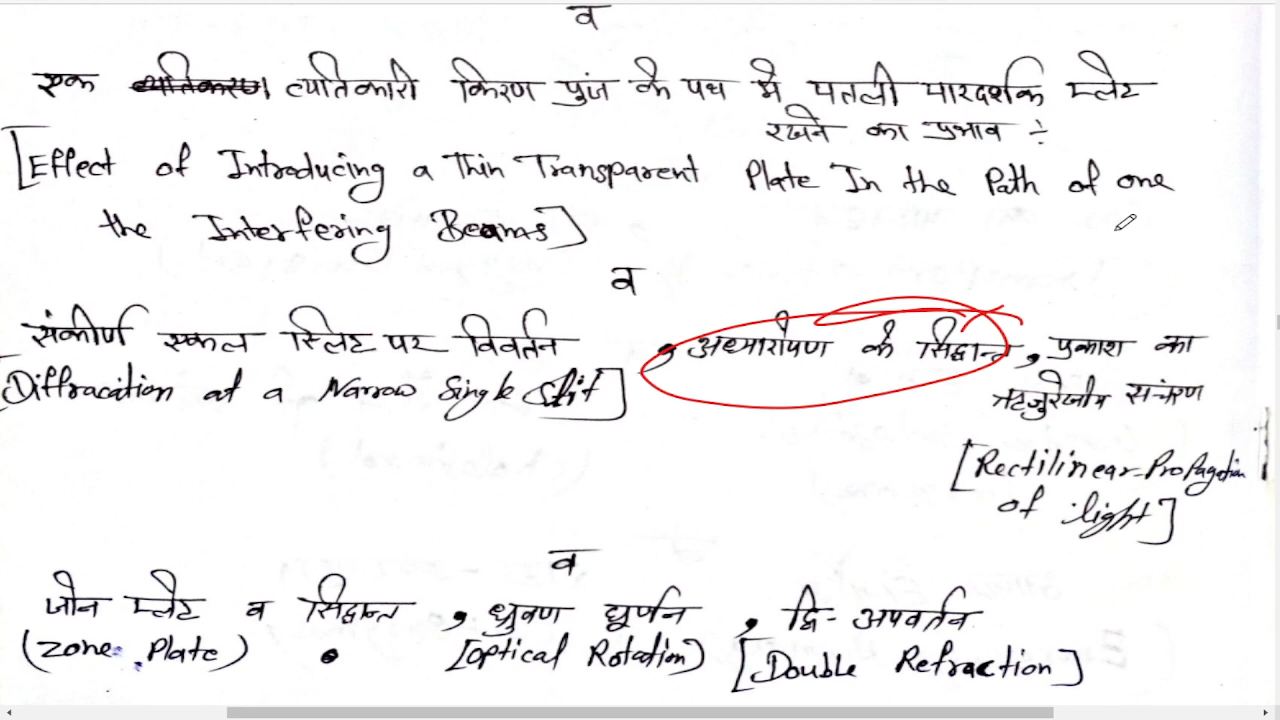 व
एक व्यतिकारी किरण पुंज के पथ में पतली पारदर्शक प्लेट
रखने का प्रभाव ÷
[Effect of Introducing a Thin Transparent Plate In the Path of one
the Interfering Beams]
व
संकीर्ण एकल स्लिट पर विवर्तन , अध्यारोपण के सिद्धान्त , प्रकाश का
[Diffracation at a Narrow Single Slit] ऋजुरेखीय संचरण
[Rectilinear Propagation
of light]
व
जोन प्लेट व सिद्धान्त , ध्रुवण घूर्णन , द्वि- अपवर्तन
(zone Plate) [Optical Rotation) [Double Refraction]